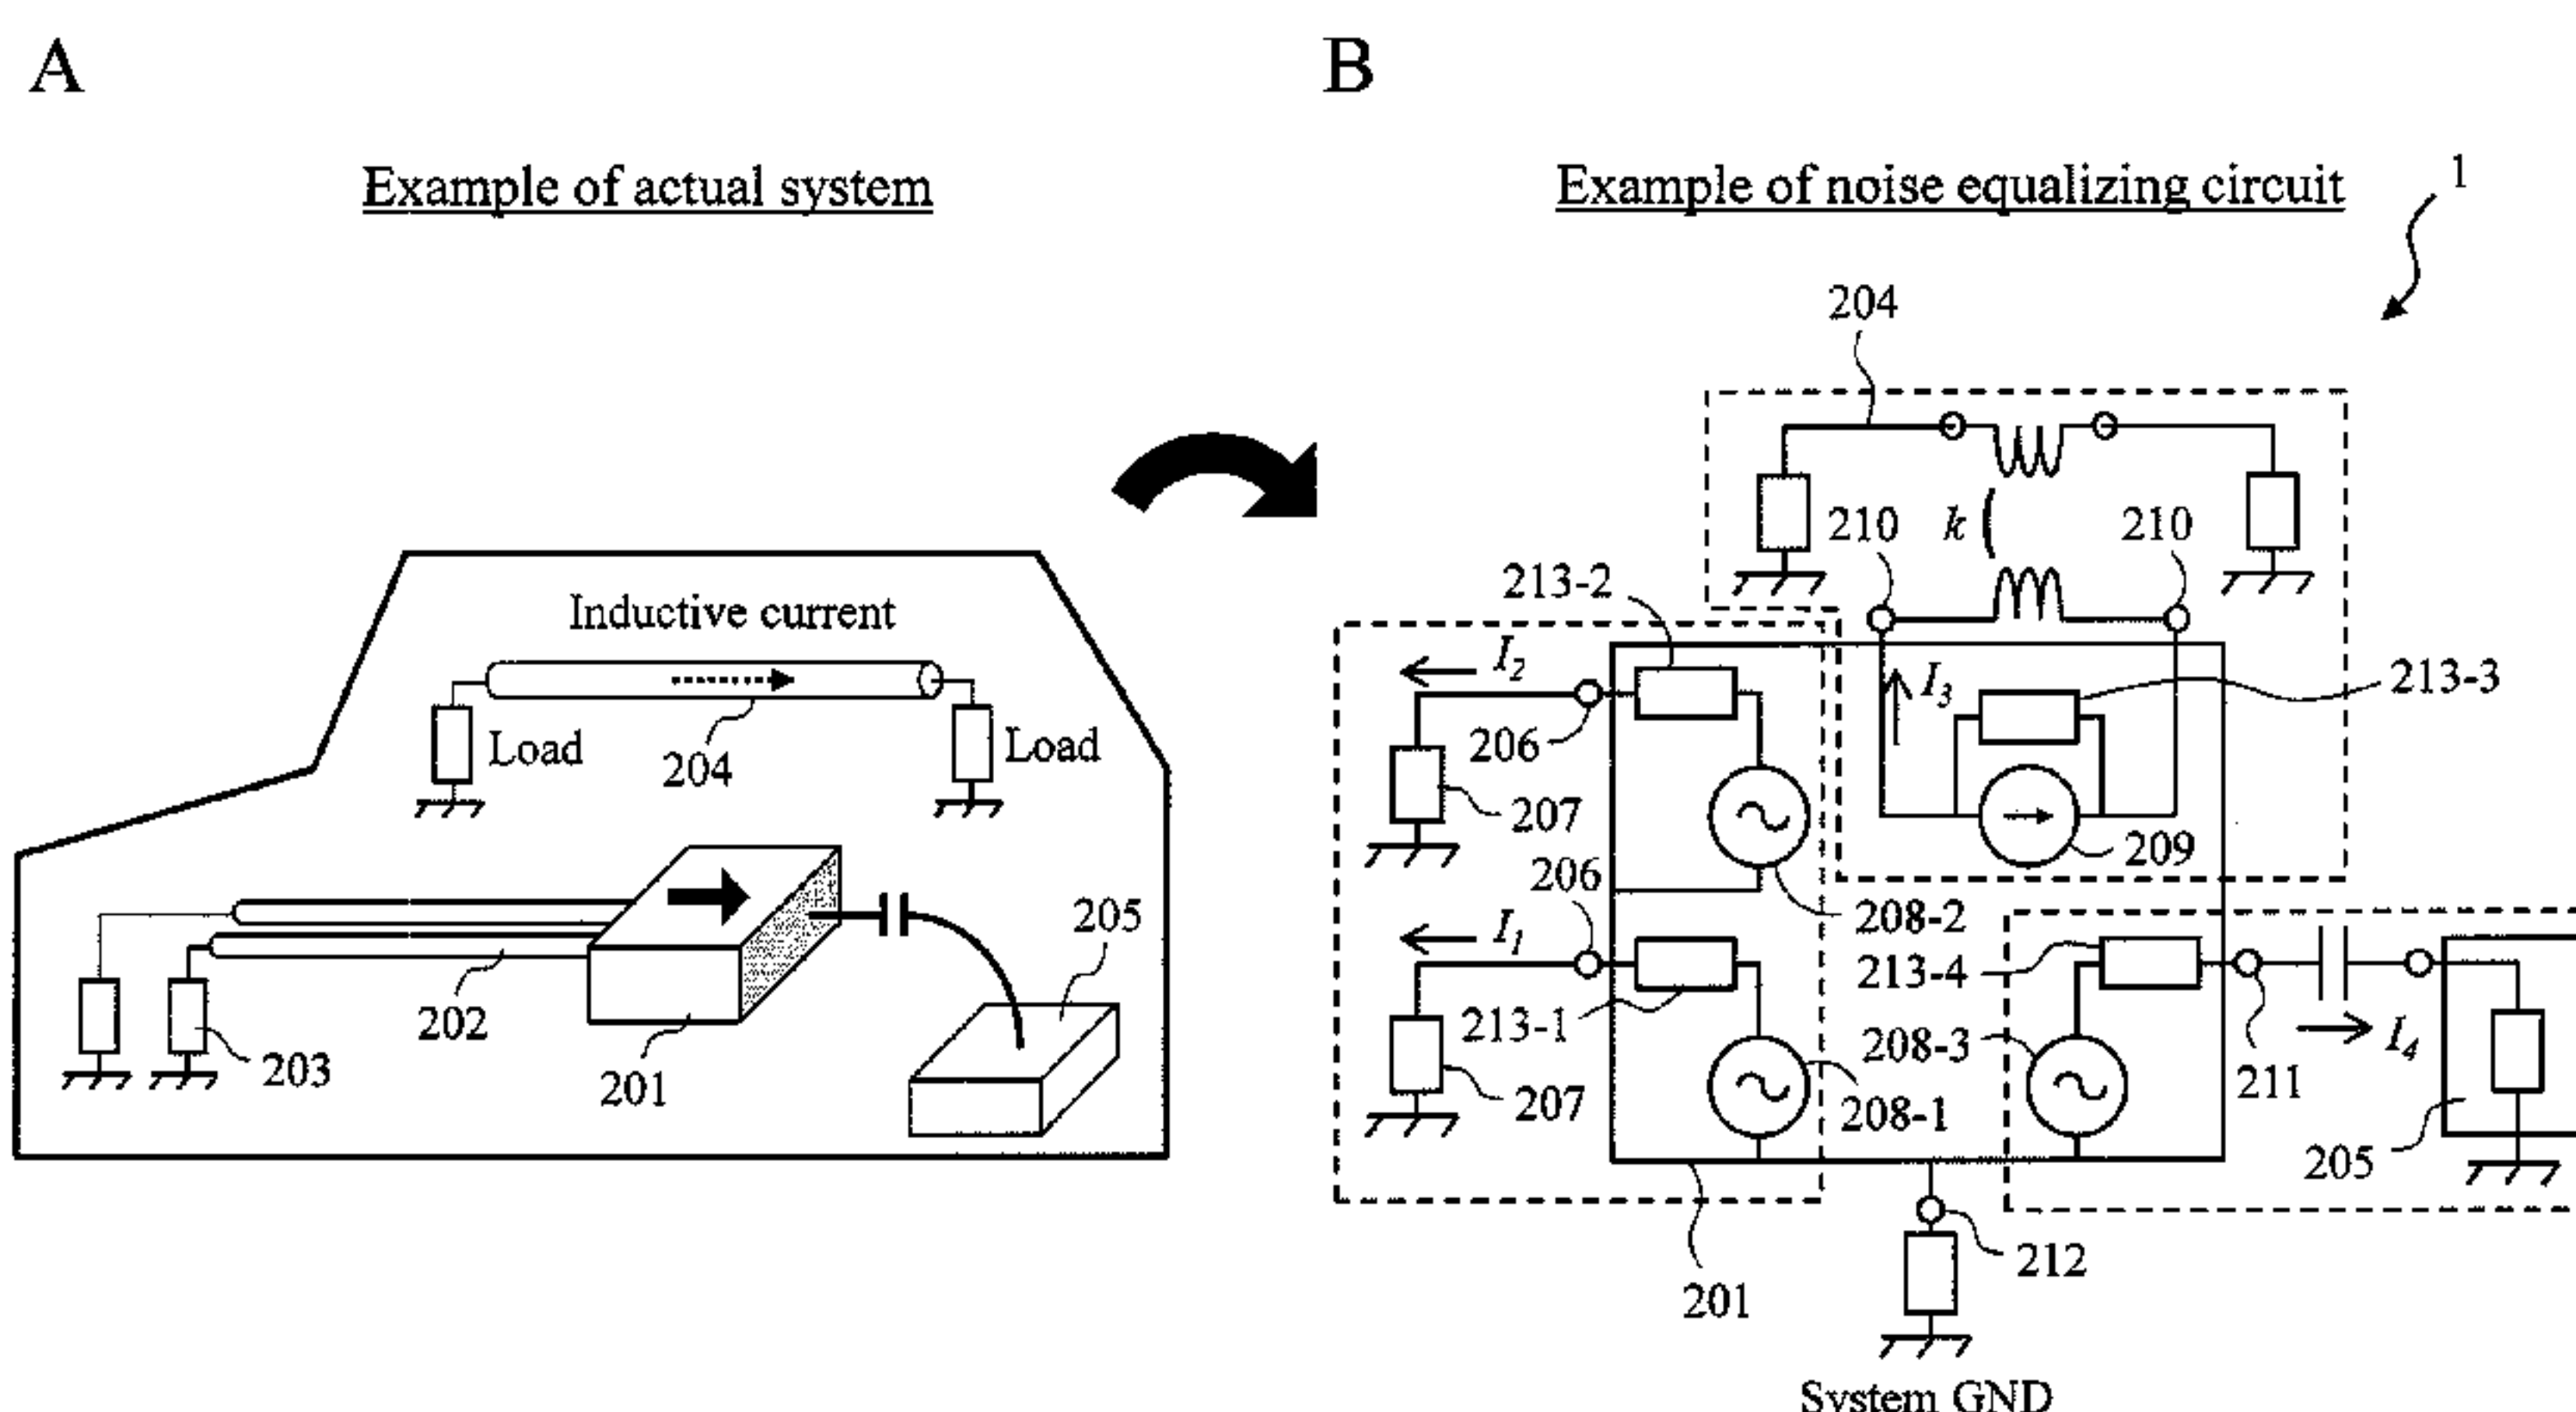 A
B
Example of actual system
Example of noise equalizing circuit
1
204
210
k
210
213-2
Inductive current
I2
I3
213-3
206
Load
204
Load
207
209
206
208-2
205
I1
213-4
202
203
201
213-1
207
208-1
208-3
211
I4
205
212
201
System GND